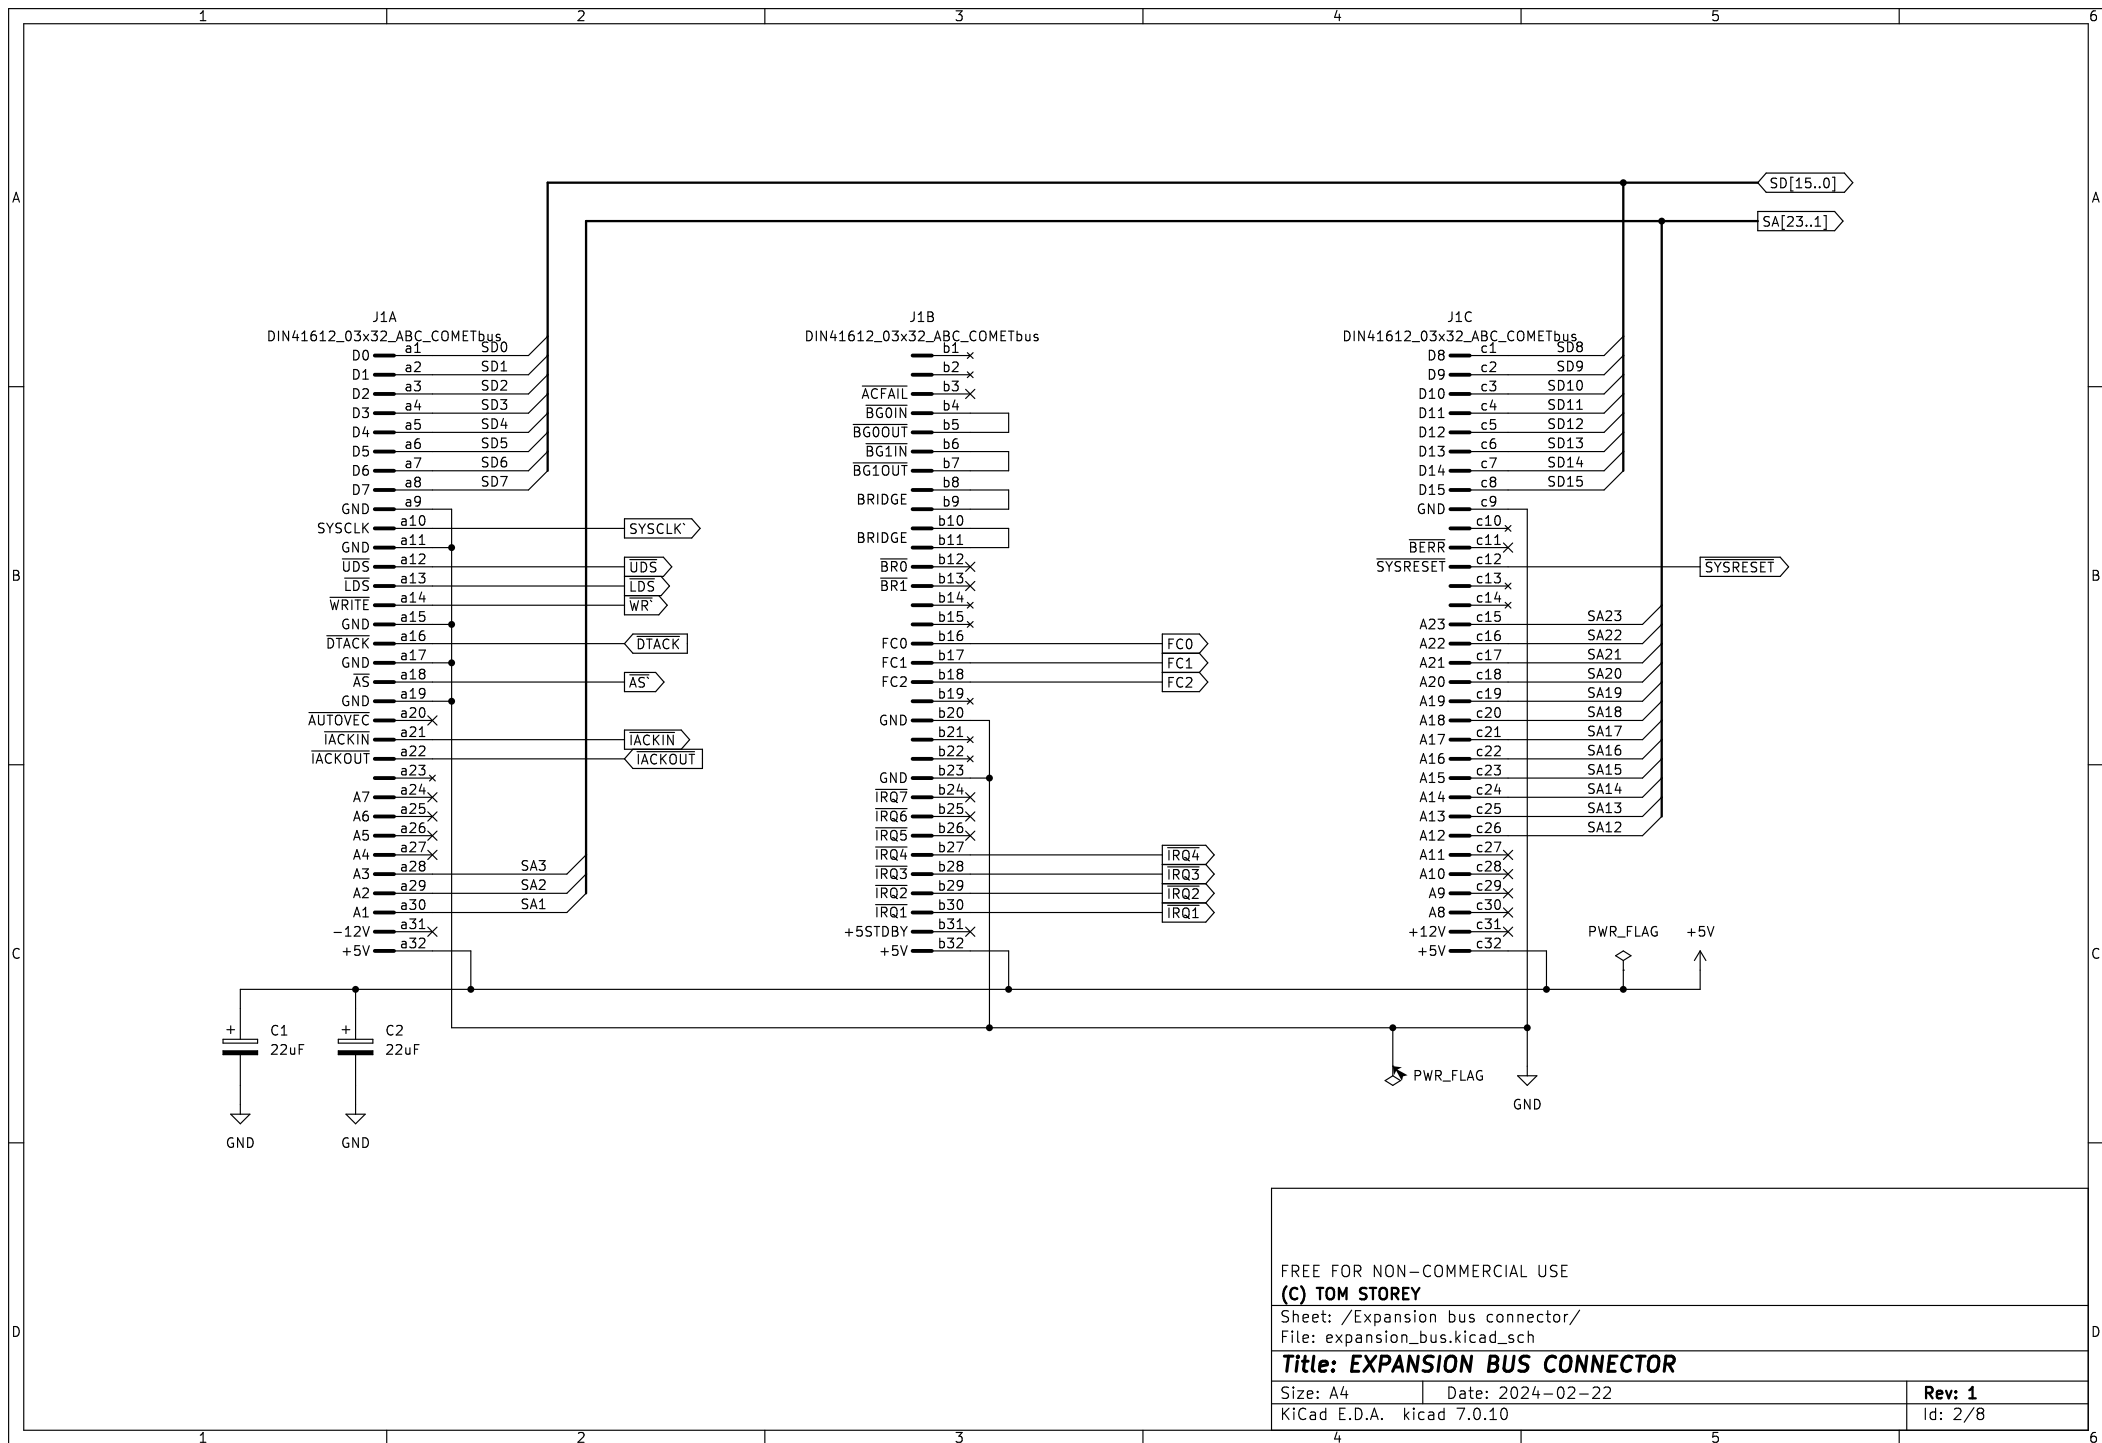 1 2 3 4 5 6
A A
SD[15..0]
SA[23..1]
J1A
DIN41612_03x32_ABC_COMETbus
D0 a1 SD0
D1 a2 SD1
D2 a3 SD2
D3 a4 SD3
D4 a5 SD4
D5 a6 SD5
D6 a7 SD6
D7 a8 SD7
GND a9
SYSCLK a10 SYSCLK`
GND a11
UDS a12 UDS
LDS a13 LDS
WRITE a14 WR`
GND a15
DTACK a16 DTACK
GND a17
AS a18 AS`
GND a19
AUTOVEC a20
IACKIN a21 IACKIN
IACKOUT a22 IACKOUT
a23
A7 a24
A6 a25
A5 a26
A4 a27
A3 a28 SA3
A2 a29 SA2
A1 a30 SA1
-12V a31
+5V a32
J1B
DIN41612_03x32_ABC_COMETbus
b1
b2
ACFAIL b3
BG0IN b4
BG0OUT b5
BG1IN b6
BG1OUT b7
b8
BRIDGE b9
b10
BRIDGE b11
BR0 b12
BR1 b13
b14
b15
FC0 b16 FC0
FC1 b17 FC1
FC2 b18 FC2
b19
GND b20
b21
b22
GND b23
IRQ7 b24
IRQ6 b25
IRQ5 b26
IRQ4 b27 IRQ4
IRQ3 b28 IRQ3
IRQ2 b29 IRQ2
IRQ1 b30 IRQ1
+5STDBY b31
+5V b32
J1C
DIN41612_03x32_ABC_COMETbus
D8 c1 SD8
D9 c2 SD9
D10 c3 SD10
D11 c4 SD11
D12 c5 SD12
D13 c6 SD13
D14 c7 SD14
D15 c8 SD15
GND c9
c10
BERR c11
SYSRESET c12 SYSRESET
c13
c14
A23 c15 SA23
A22 c16 SA22
A21 c17 SA21
A20 c18 SA20
A19 c19 SA19
A18 c20 SA18
A17 c21 SA17
A16 c22 SA16
A15 c23 SA15
A14 c24 SA14
A13 c25 SA13
A12 c26 SA12
A11 c27
A10 c28
A9 c29
A8 c30
+12V c31
+5V c32
PWR_FLAG +5V
B B
C C
+ C1
22uF
+ C2
22uF
PWR_FLAG
GND
GND GND
FREE FOR NON-COMMERCIAL USE
(C) TOM STOREY
Sheet: /Expansion bus connector/
File: expansion_bus.kicad_sch
Title: EXPANSION BUS CONNECTOR
Size: A4 Date: 2024-02-22 Rev: 1
KiCad E.D.A. kicad 7.0.10 Id: 2/8
D D
1 2 3 4 5 6